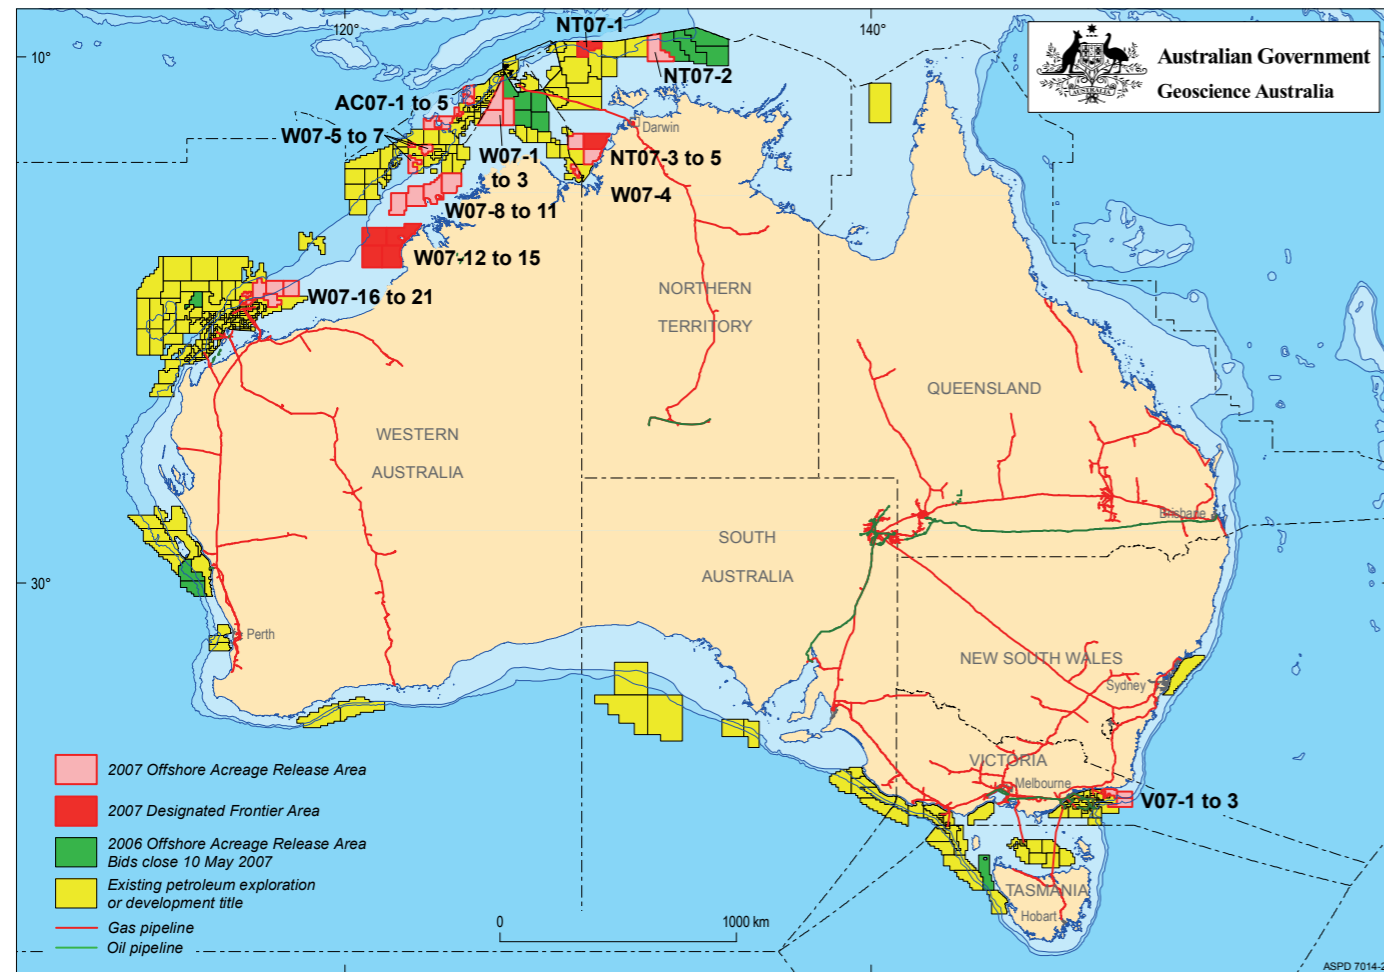 120°
140°
10°
30°
NT07-1
NT07-2
Australian Government
Geoscience Australia
AUSTRALIA
AC07-1 to 5
W07-5 to 7
Darwin
W07-1
to 3
NT07-3 to 5
W07-4
W07-8 to 11
W07-12 to 15
W07-16 to 21
NORTHERN
TERRITORY
QUEENSLAND
WESTERN
AUSTRALIA
Brisbane
SOUTH
AUSTRALIA
Perth
NEW SOUTH WALES
Sydney
VICTORIA
Melbourne
V07-1 to 3
TASMANIA
Hobart
2007 Offshore Acreage Release Area
2007 Designated Frontier Area
2006 Offshore Acreage Release Area
Bids close 10 May 2007
Existing petroleum exploration
or development title
Gas pipeline
Oil pipeline
0
1000 km